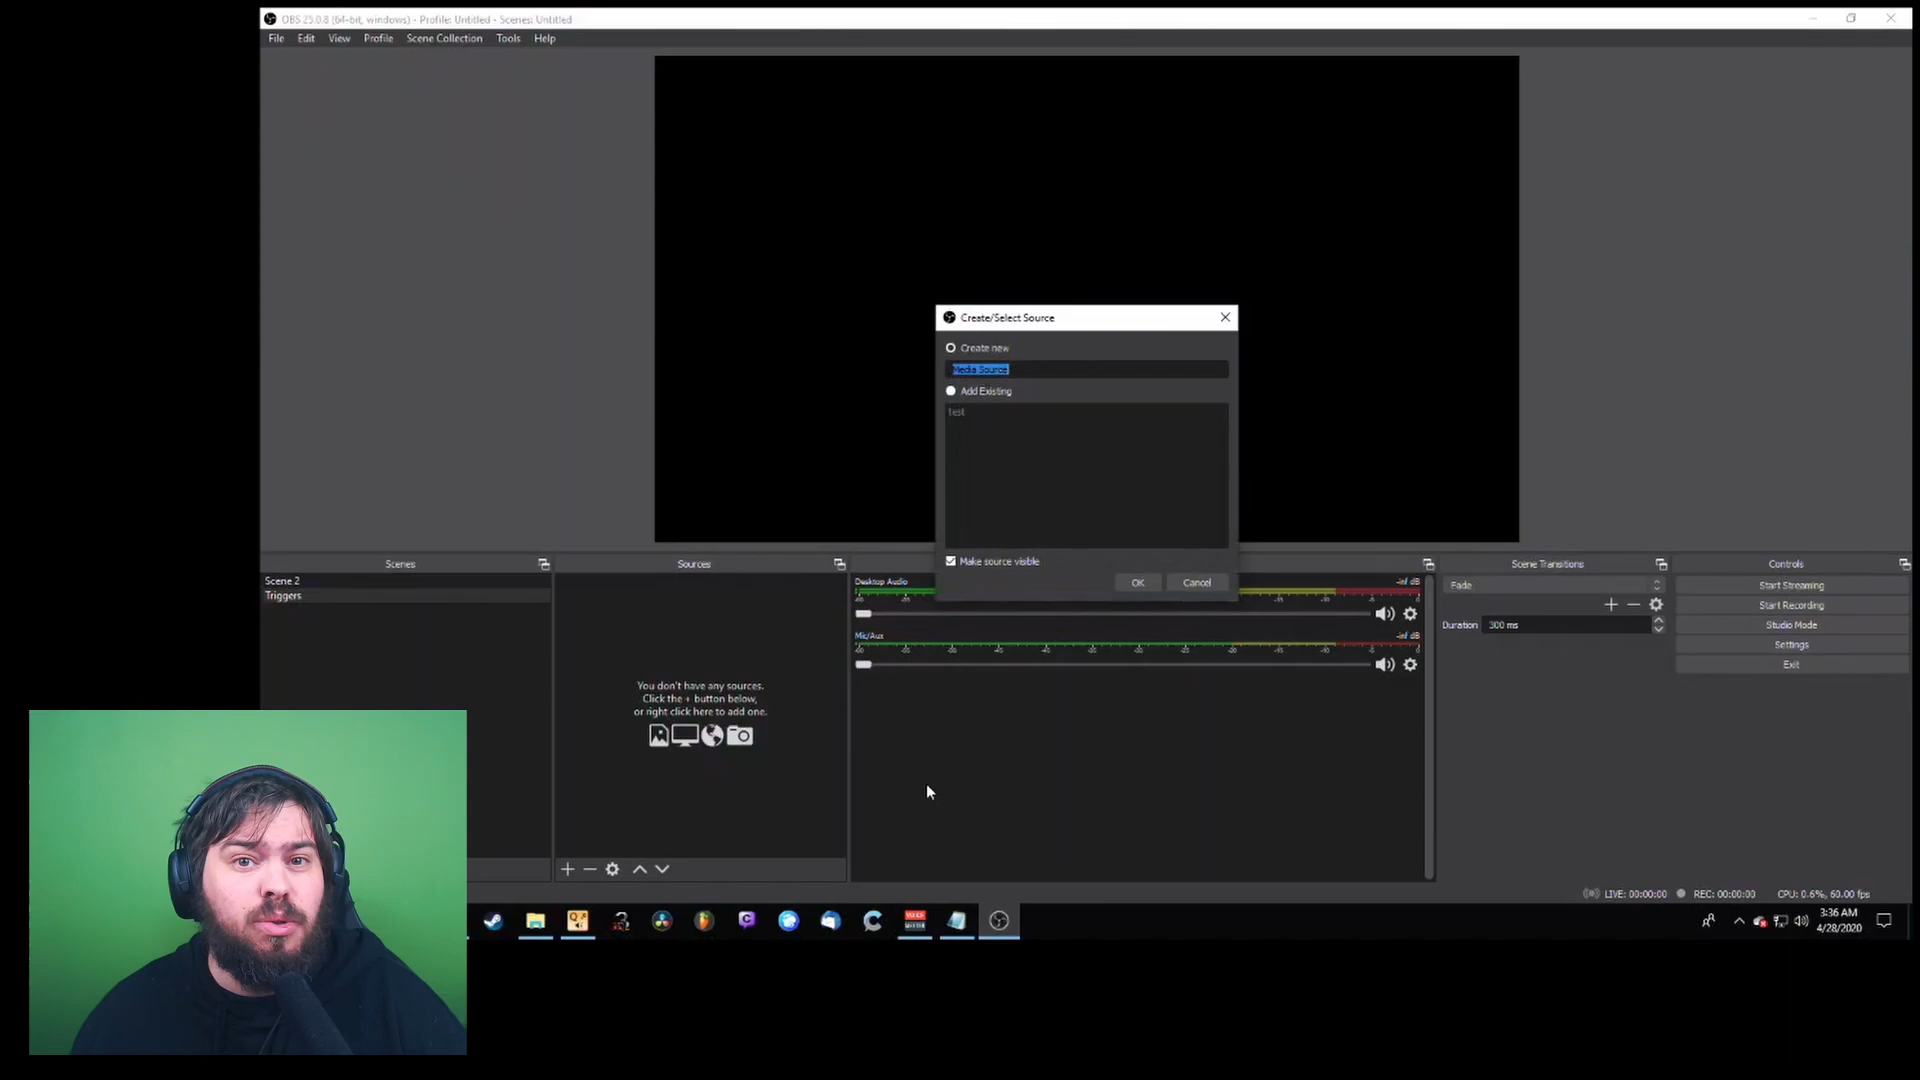 OBS 25.0.8 (64-bit, windows) - Profile: Untitled - Scenes: Untitled
File Edit View Profile Scene Collection Tools Help
Create/Select Source
Create new
Media Source
Add Existing
test
Make source visible
OK Cancel
Scenes
Scene 2
Triggers
Sources
You don't have any sources.
Click the + button below,
or right click here to add one.
Desktop Audio
-inf dB
Mic/Aux
-inf dB
Scene Transitions
Fade
Duration 300 ms
Controls
Start Streaming
Start Recording
Studio Mode
Settings
Exit
LIVE: 00:00:00 REC: 00:00:00 CPU: 0.6%, 60.00 fps
3:36 AM
4/28/2020